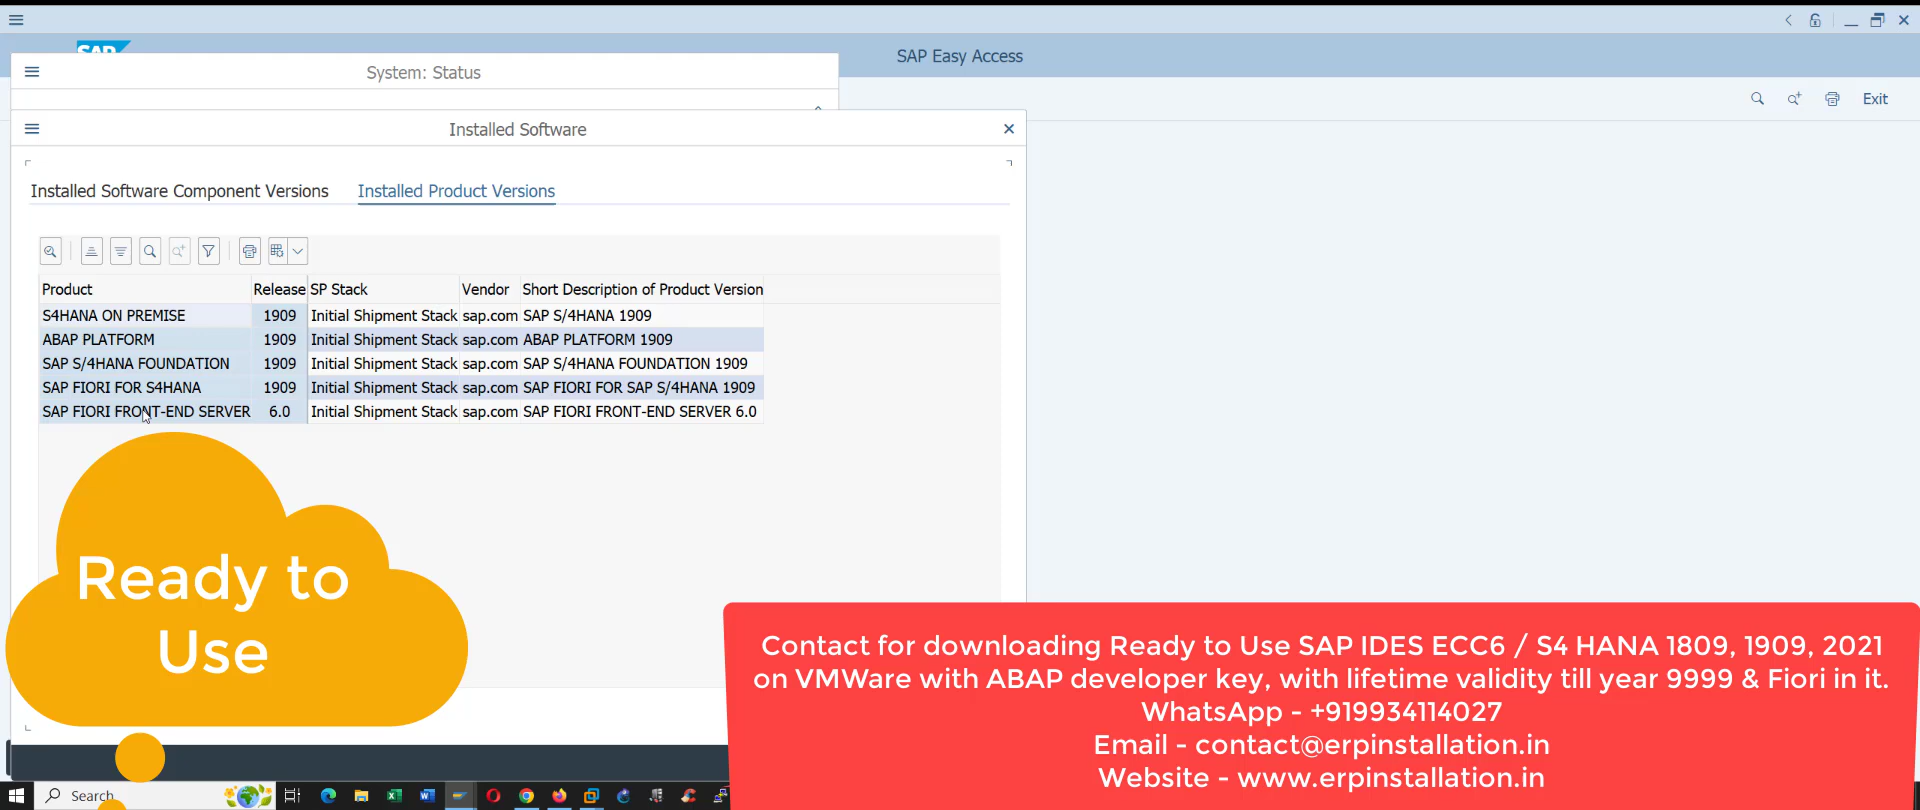 SAP
SAP Easy Access
System: Status
Exit
Installed Software
Installed Software Component Versions Installed Product Versions
Product Release SP Stack Vendor Short Description of Product Version
S4HANA ON PREMISE 1909 Initial Shipment Stack sap.com SAP S/4HANA 1909
ABAP PLATFORM 1909 Initial Shipment Stack sap.com ABAP PLATFORM 1909
SAP S/4HANA FOUNDATION 1909 Initial Shipment Stack sap.com SAP S/4HANA FOUNDATION 1909
SAP FIORI FOR S4HANA 1909 Initial Shipment Stack sap.com SAP FIORI FOR SAP S/4HANA 1909
SAP FIORI FRONT-END SERVER 6.0 Initial Shipment Stack sap.com SAP FIORI FRONT-END SERVER 6.0
Ready to
Use
Contact for downloading Ready to Use SAP IDES ECC6 / S4 HANA 1809, 1909, 2021
on VMWare with ABAP developer key, with lifetime validity till year 9999 & Fiori in it.
WhatsApp - +919934114027
Email - contact@erpinstallation.in
Website - www.erpinstallation.in
Search